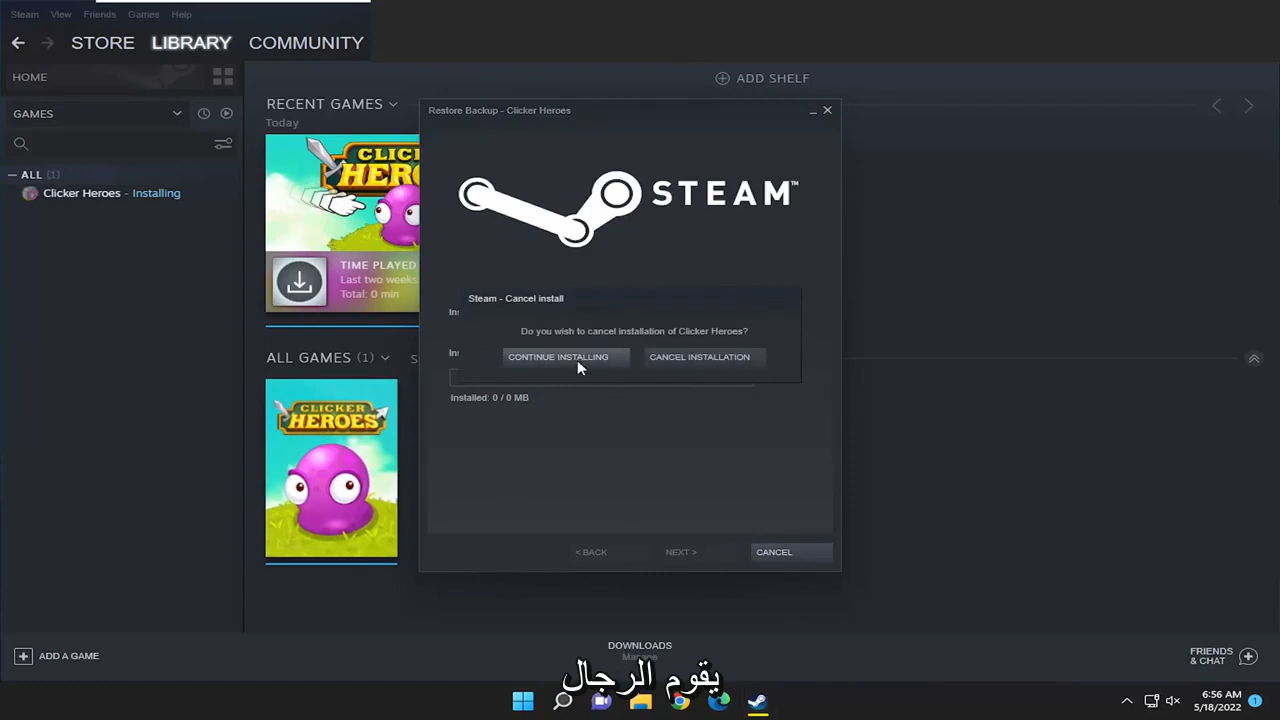 Steam View Friends Games Help
STORE LIBRARY COMMUNITY
HOME
ADD SHELF
GAMES
RECENT GAMES
Today
ALL (1)
Clicker Heroes - Installing
CLICKER HEROES
TIME PLAYED
Last two weeks
Total: 0 min
ALL GAMES (1)
CLICKER
HEROES
Restore Backup - Clicker Heroes
STEAM™
Steam - Cancel install
Do you wish to cancel installation of Clicker Heroes?
CONTINUE INSTALLING CANCEL INSTALLATION
Installed: 0 / 0 MB
< BACK NEXT > CANCEL
ADD A GAME
DOWNLOADS
Manage
FRIENDS
& CHAT
يقوم الرجال
6:56 AM
5/18/2022
1